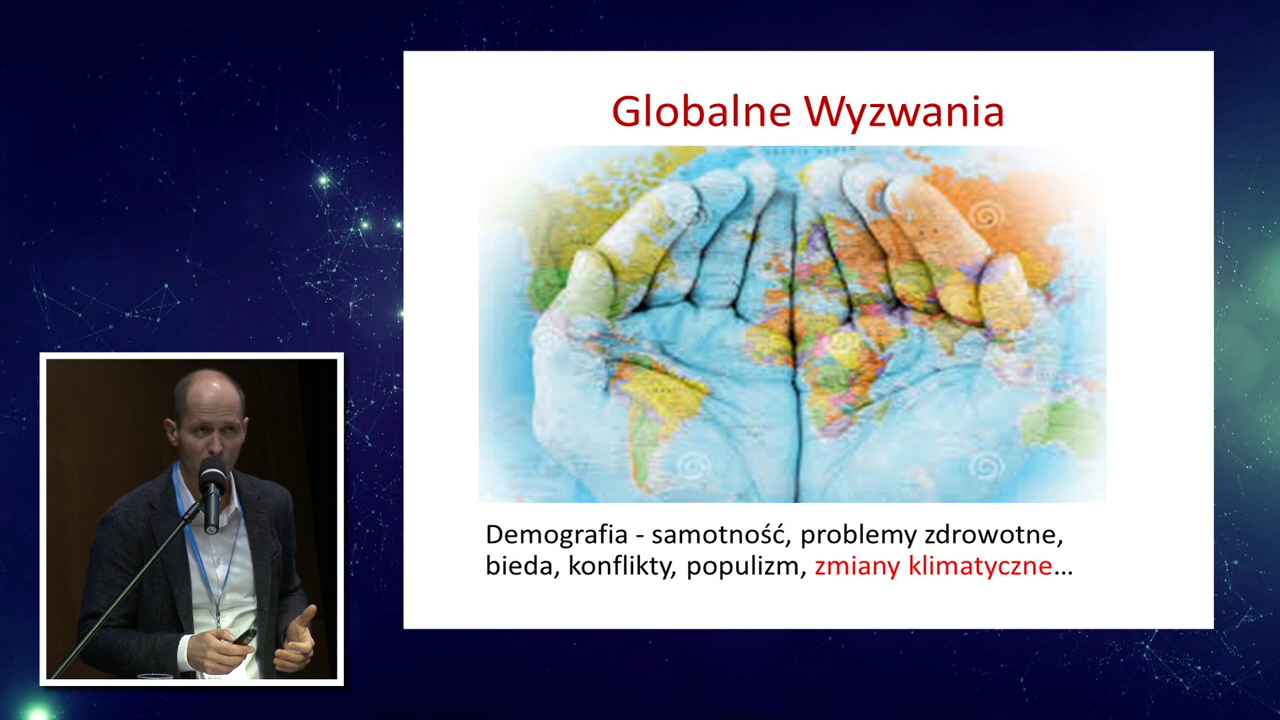 Globalne Wyzwania
Demografia - samotność, problemy zdrowotne,
bieda, konflikty, populizm, zmiany klimatyczne...